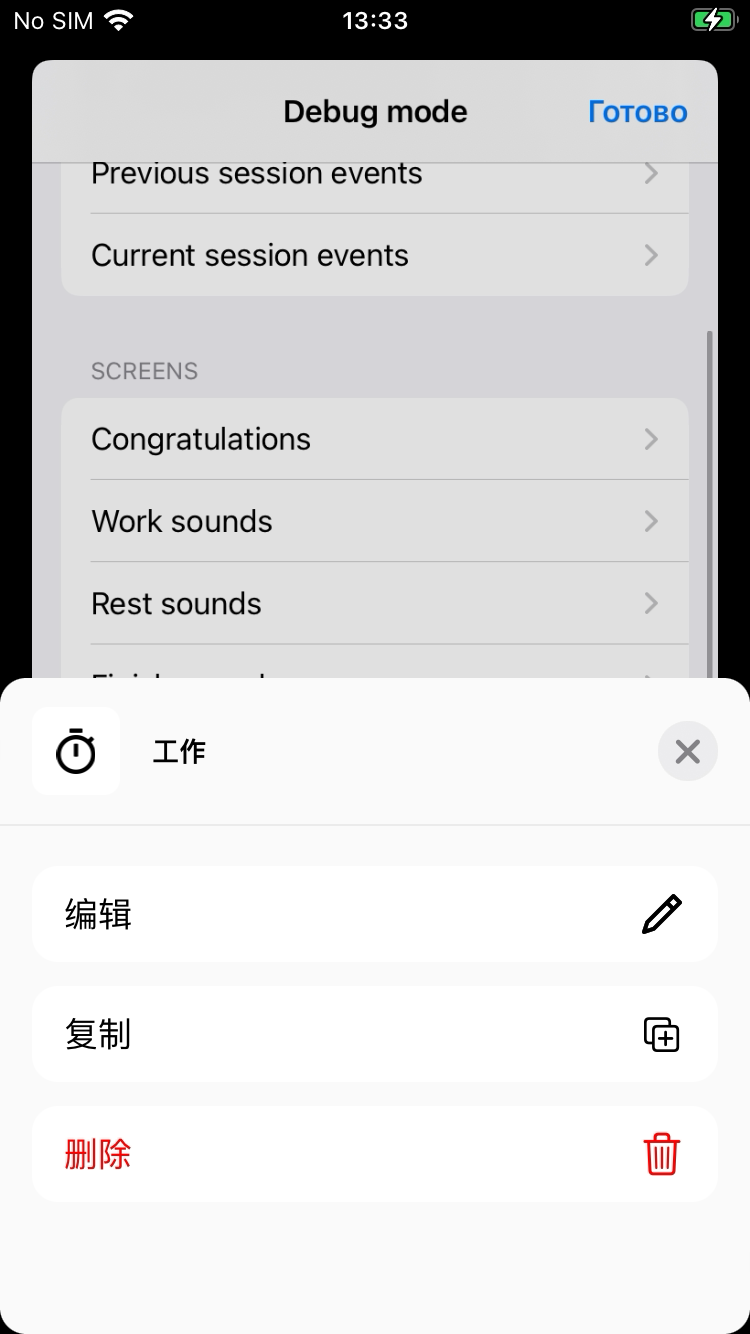 No SIM
13:33
Debug mode
Готово
Previous session events
Current session events
SCREENS
Congratulations
Work sounds
Rest sounds
工作
编辑
复制
删除